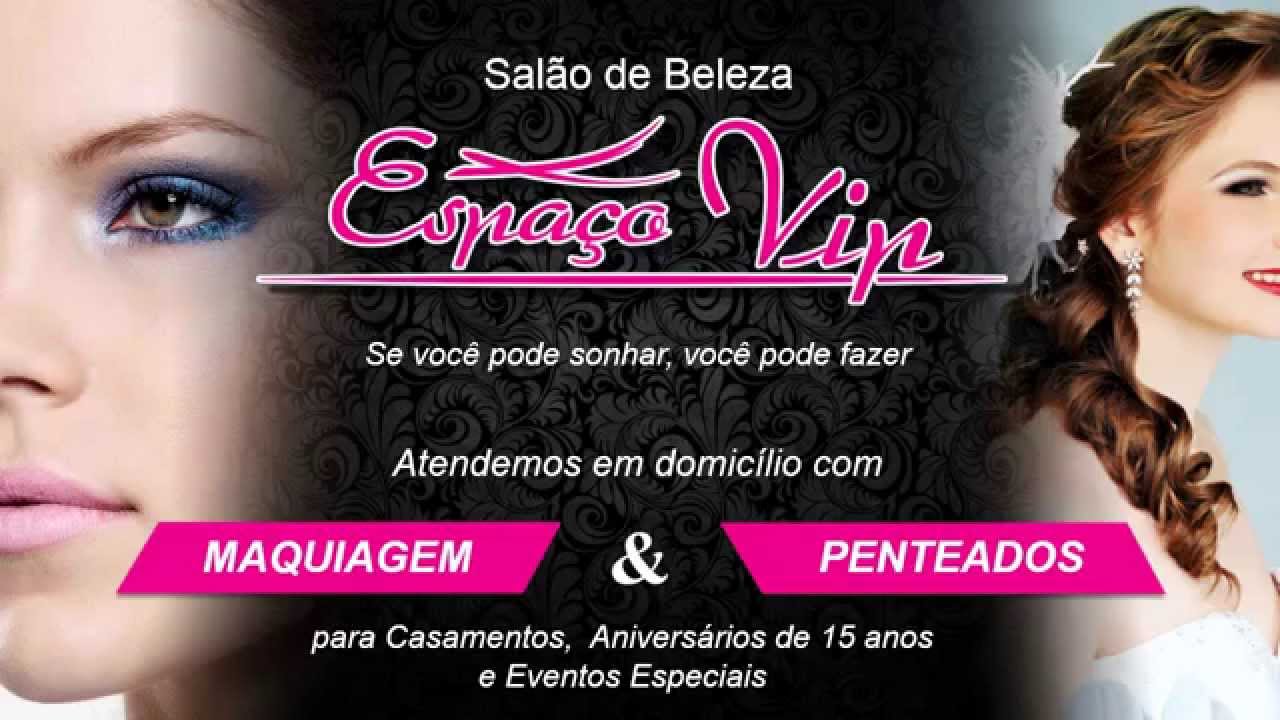 Salão de Beleza
Espaço Vip
Se você pode sonhar, você pode fazer
Atendemos em domicílio com
MAQUIAGEM & PENTEADOS
para Casamentos, Aniversários de 15 anos
e Eventos Especiais